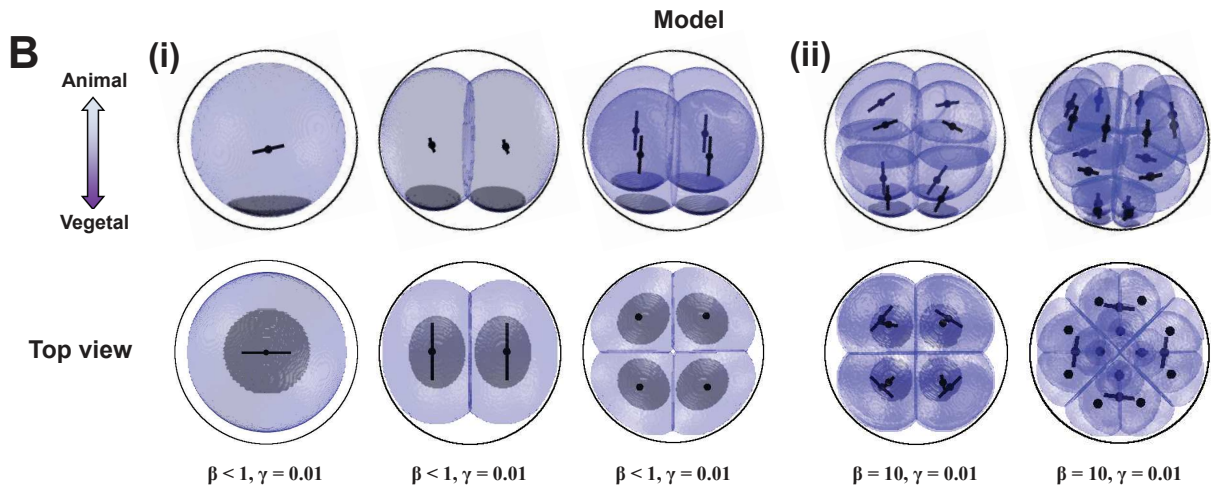 Model
B
(i)
(ii)
Animal
Vegetal
Top view
β < 1, γ = 0.01
β < 1, γ = 0.01
β < 1, γ = 0.01
β = 10, γ = 0.01
β = 10, γ = 0.01